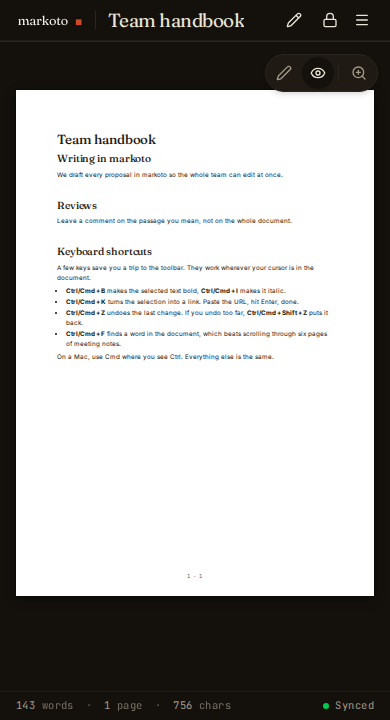 markoto
Team handbook
Team handbook
Writing in markoto
We draft every proposal in markoto so the whole team can edit at once.
Reviews
Leave a comment on the passage you mean, not on the whole document.
Keyboard shortcuts
A few keys save you a trip to the toolbar. They work wherever your cursor is in the
document.
• Ctrl/Cmd+B makes the selected text bold, Ctrl/Cmd+I makes it italic.
• Ctrl/Cmd+K turns the selection into a link. Paste the URL, hit Enter, done.
• Ctrl/Cmd+Z undoes the last change. If you undo too far, Ctrl/Cmd+Shift+Z puts it
back.
• Ctrl/Cmd+F finds a word in the document, which beats scrolling through six pages
of meeting notes.
On a Mac, use Cmd where you see Ctrl. Everything else is the same.
1 - 1
143 words · 1 page · 756 chars
Synced